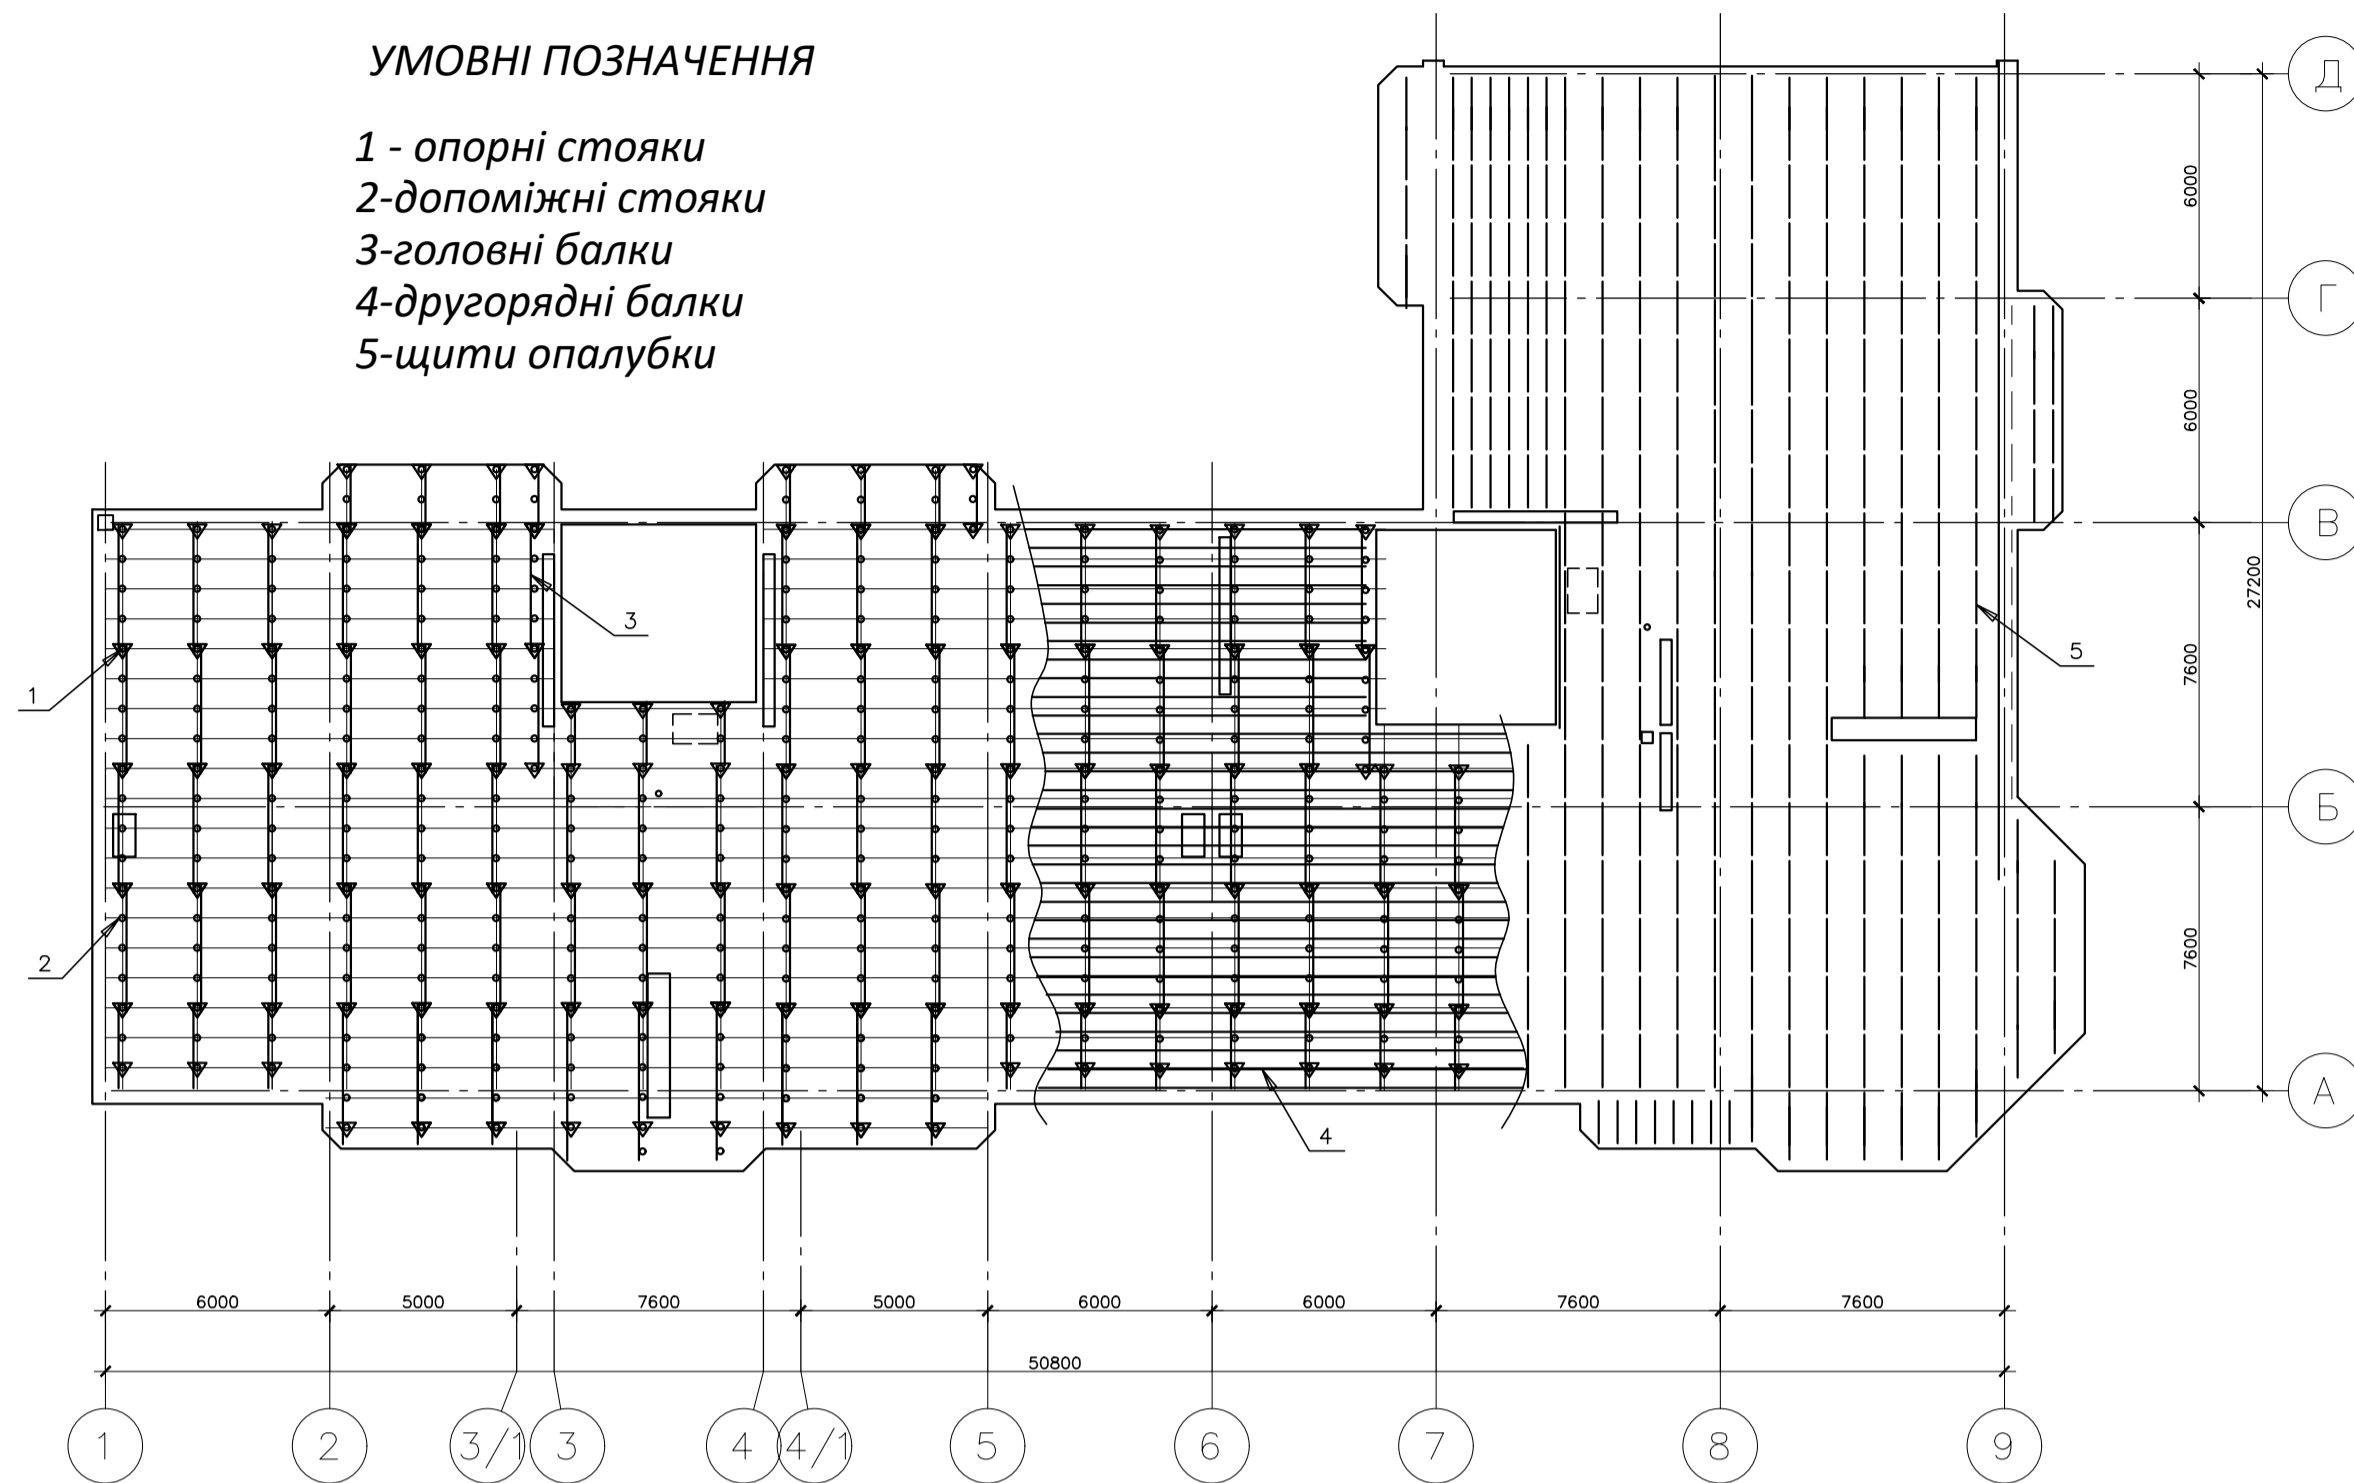 УМОВНІ ПОЗНАЧЕННЯ
1 - опорні стояки
2-допоміжні стояки
3-головні балки
4-другорядні балки
5-щити опалубки
Д
6000
Г
6000
В
27200
3
5
7600
1
Б
2
7600
А
4
6000 5000 7600 5000 6000 6000 7600 7600
50800
1 2 3/1 3 4 4/1 5 6 7 8 9